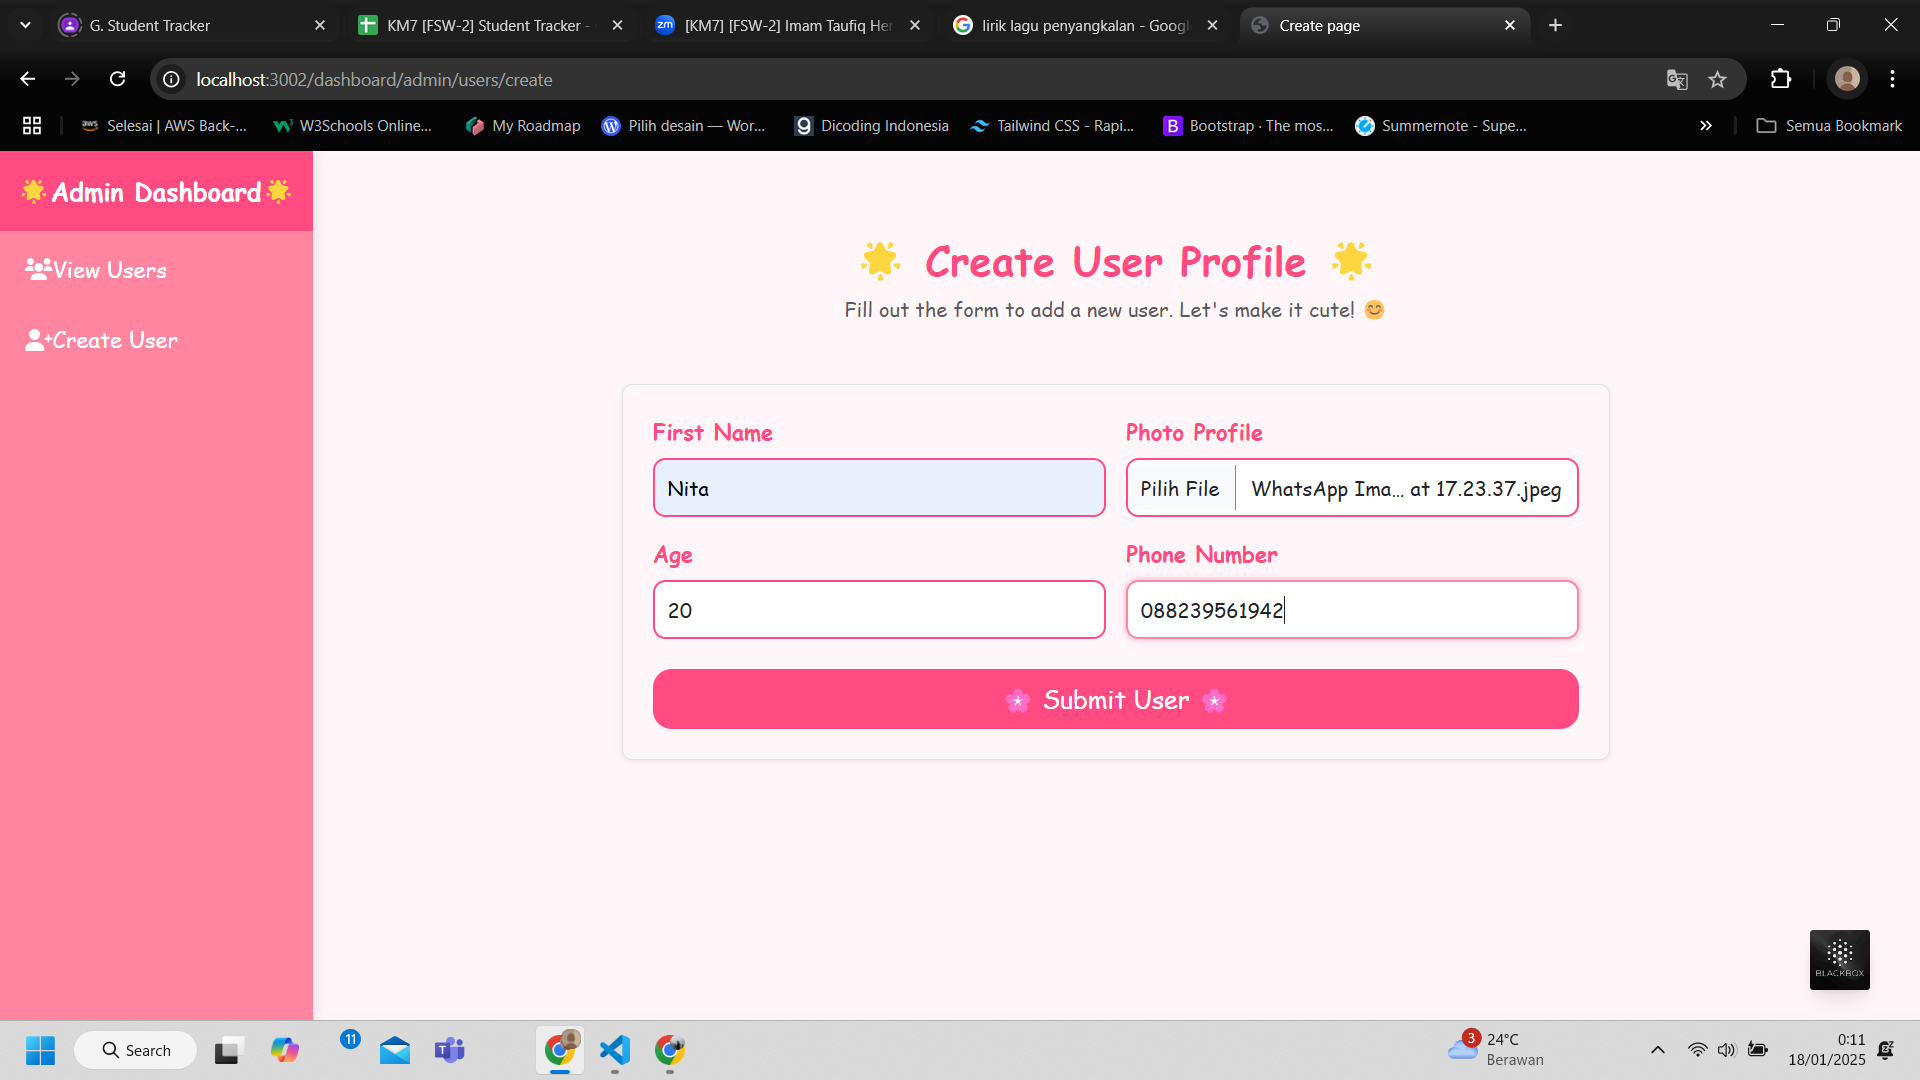 G. Student Tracker
KM7 [FSW-2] Student Tracker -
zm
[KM7] [FSW-2] Imam Taufiq Her
lirik lagu penyangkalan - Googl
Create page
localhost:3002/dashboard/admin/users/create
aws
Selesai | AWS Back-...
W3Schools Online...
My Roadmap
Pilih desain — Wor...
Dicoding Indonesia
Tailwind CSS - Rapi...
B
Bootstrap · The mos...
Summernote - Supe...
Semua Bookmark
Admin Dashboard
View Users
Create User
Create User Profile
Fill out the form to add a new user. Let's make it cute!
First Name
Photo Profile
Nita
Pilih File
WhatsApp Ima... at 17.23.37.jpeg
Age
Phone Number
20
088239561942
Submit User
BLACKBOX
Search
11
3
24°C
Berawan
0:11
18/01/2025